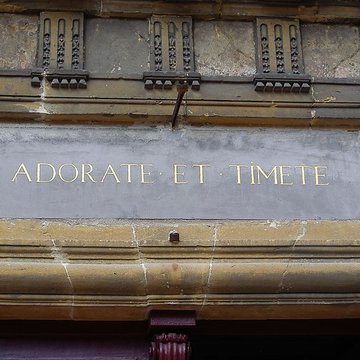 ADORATE · ET · TIMETE